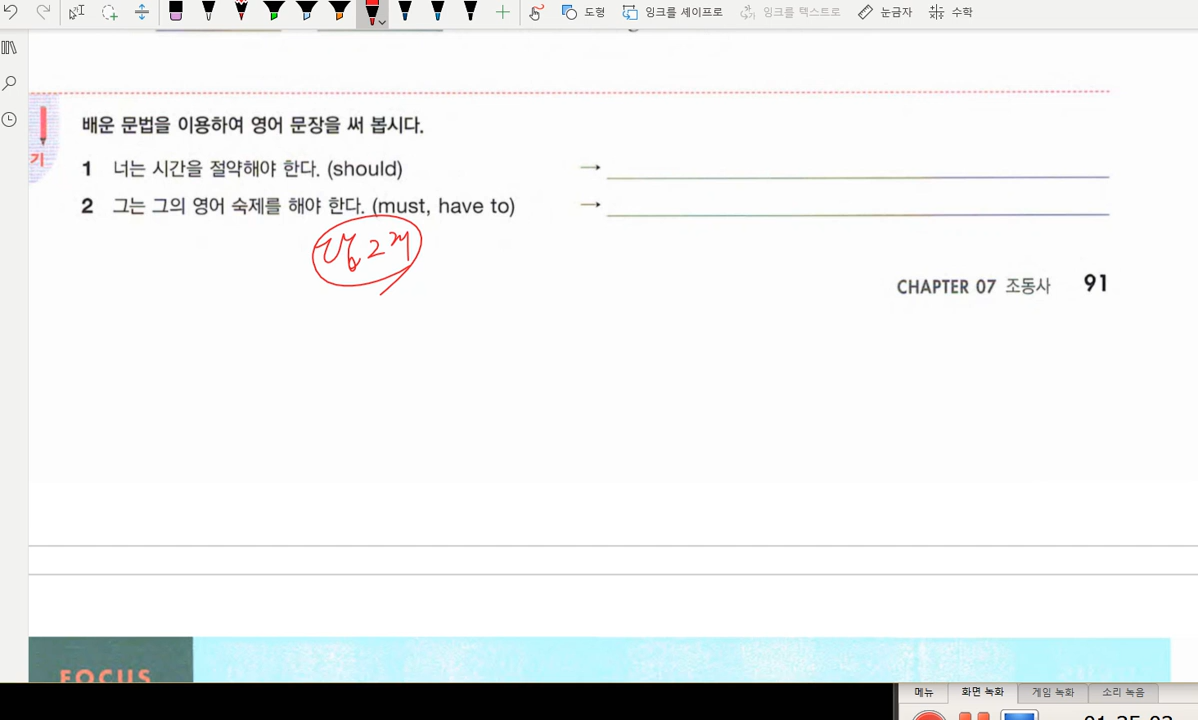 도형 잉크를 셰이프로 잉크를 텍스트로 눈금자 수학
기
배운 문법을 이용하여 영어 문장을 써 봅시다.
1 너는 시간을 절약해야 한다. (should) →
2 그는 그의 영어 숙제를 해야 한다. (must, have to) →
답 2개
CHAPTER 07 조동사 91
FOCUS
메뉴 화면 녹화 게임 녹화 소리 녹음